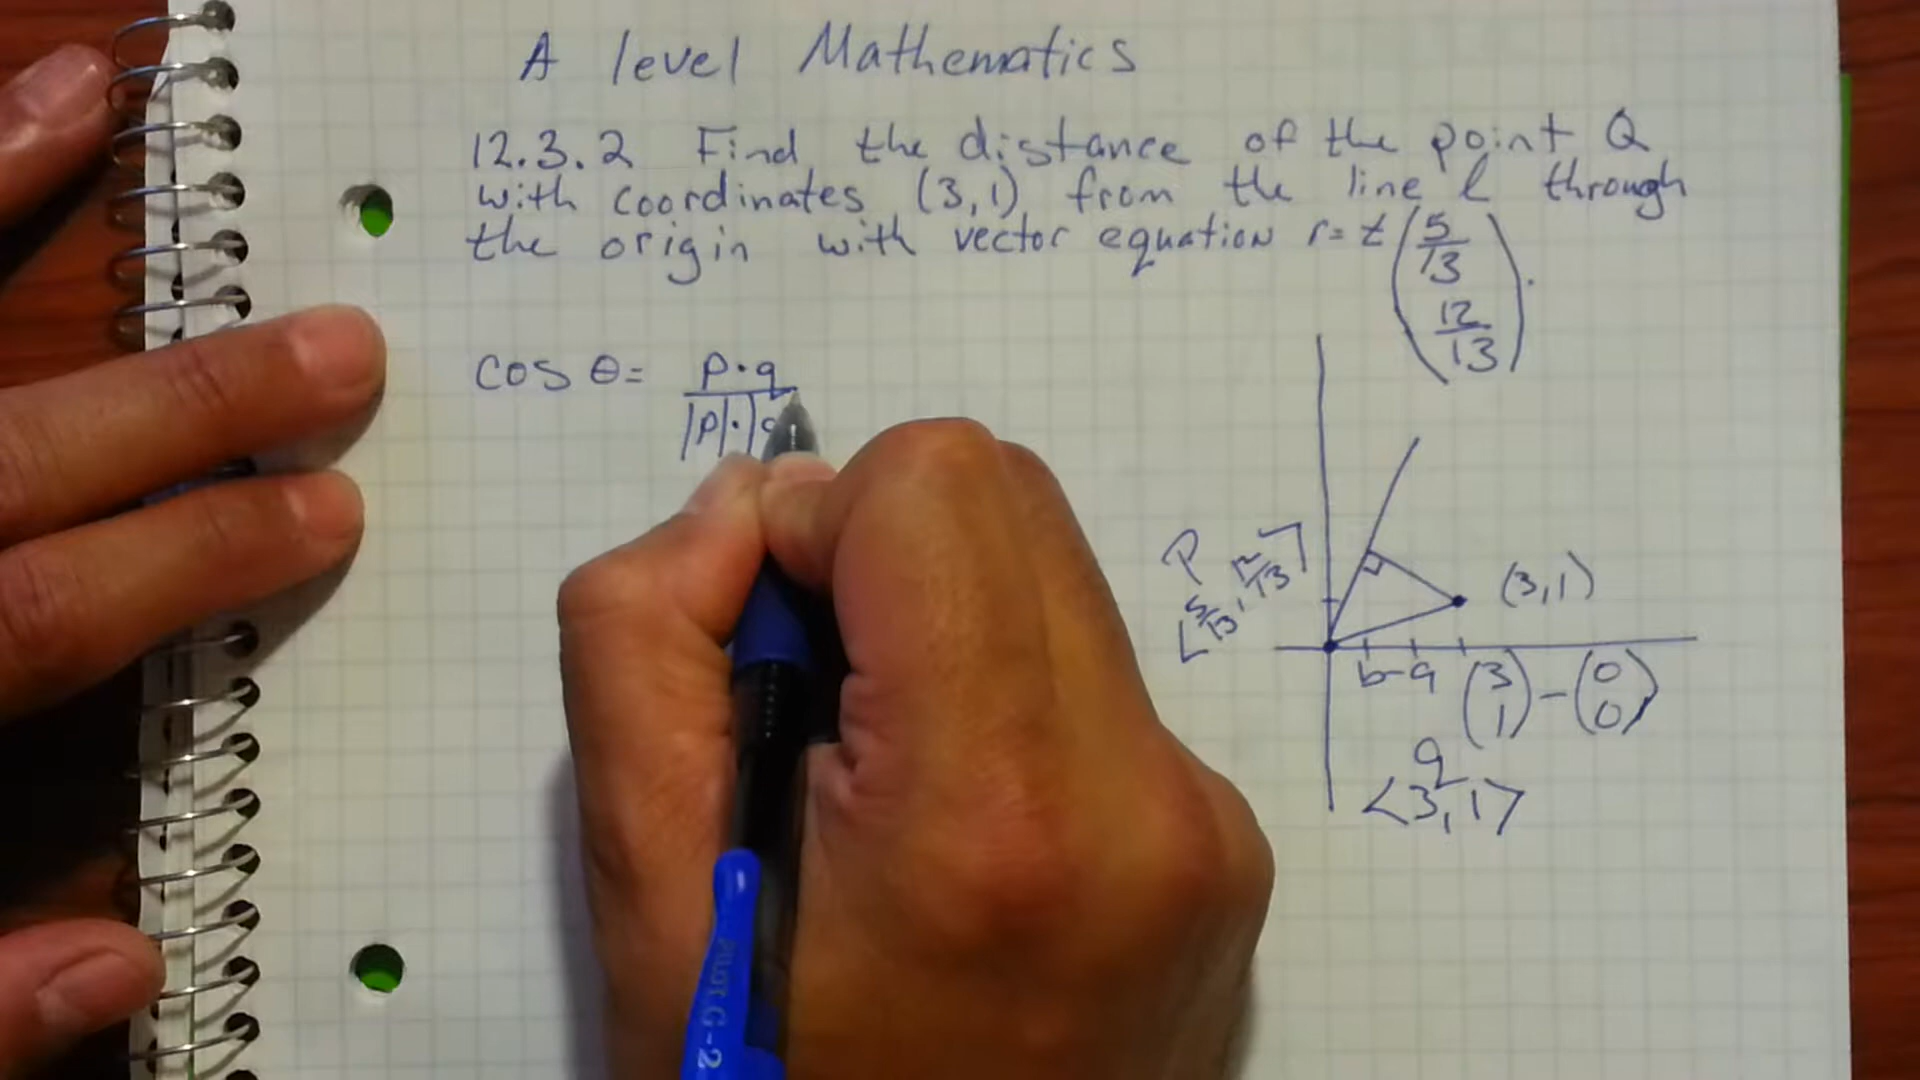 A level Mathematics
12.3.2 Find the distance of the point Q
with coordinates (3,1) from the line l through
the origin with vector equation r= t (5/13
12/13).
cos θ= p·q
|p|·|q
P
<5/13, 12/13>
(3,1)
b-a (3 1) - (0 0)
q
<3,1>
PILOT G-2